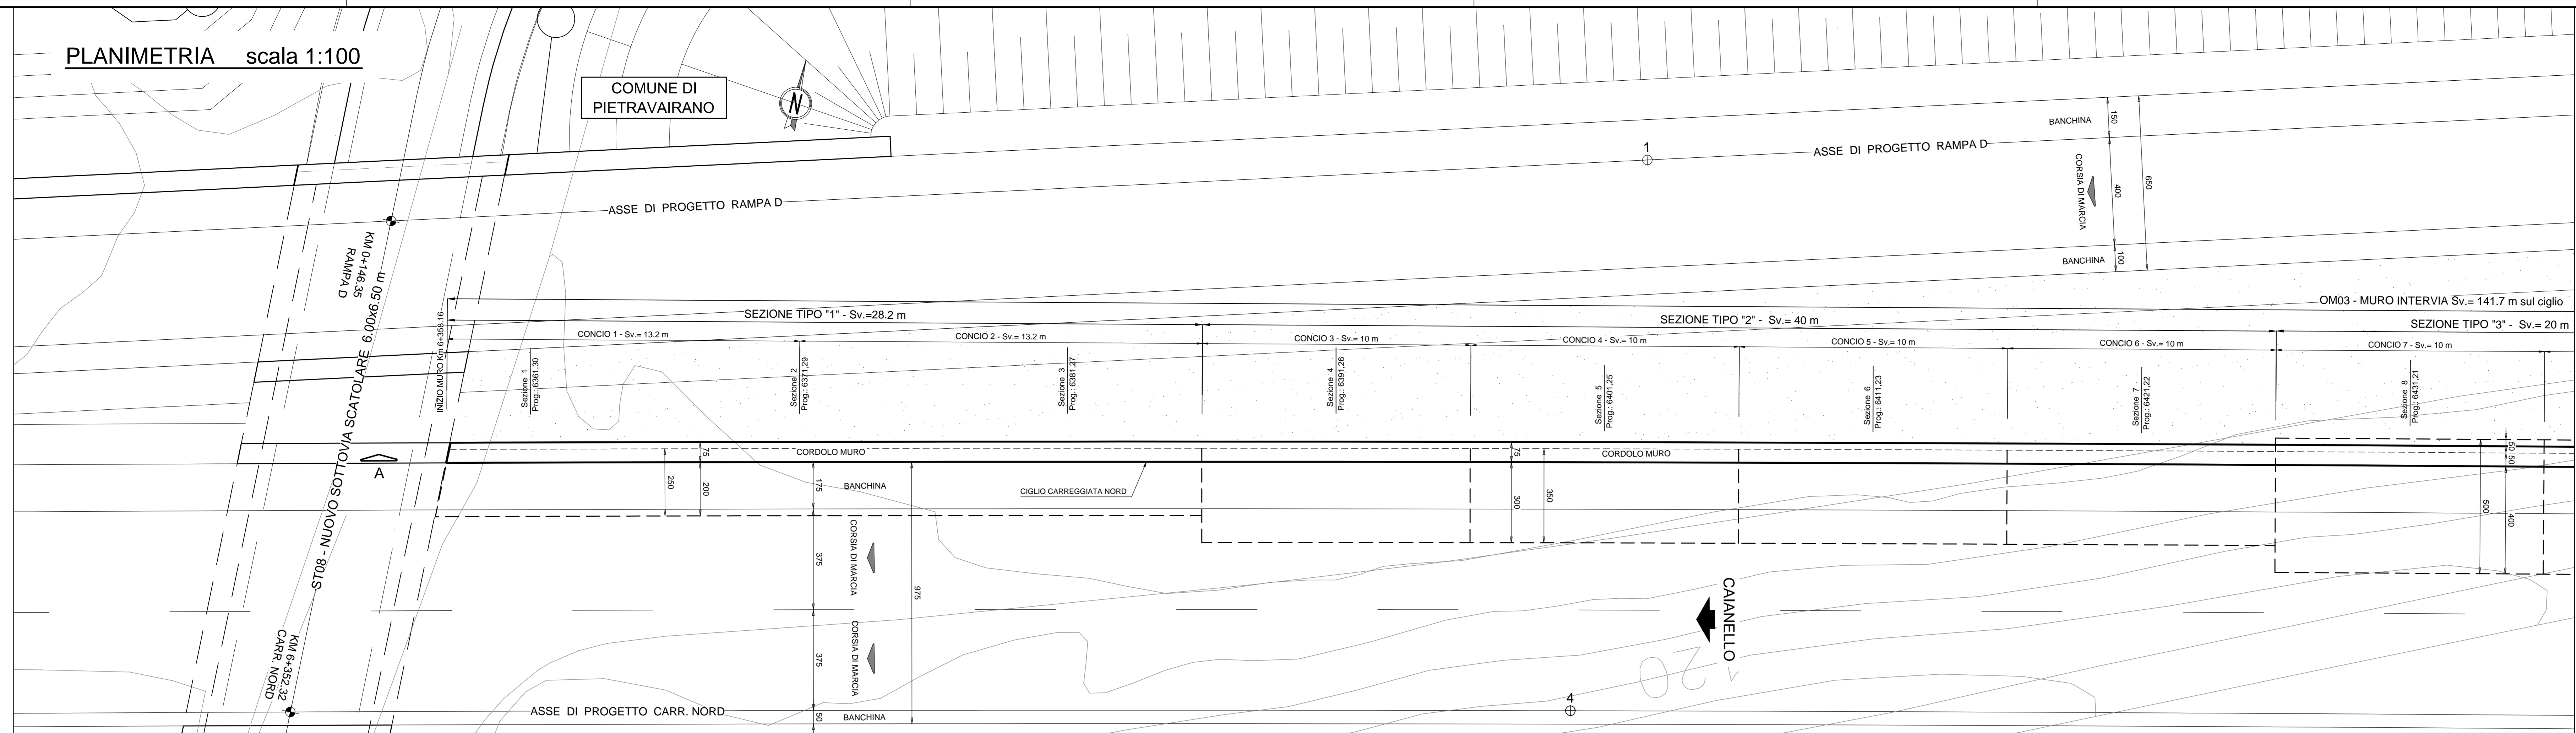 PLANIMETRIA scala 1:100
COMUNE DI
PIETRAVAIRANO
N
BANCHINA
150
1
ASSE DI PROGETTO RAMPA D
CORSIA DI MARCIA
400
650
ASSE DI PROGETTO RAMPA D
KM 0+146.35
RAMPA D
BANCHINA
100
OM03 - MURO INTERVIA Sv.= 141.7 m sul ciglio
SEZIONE TIPO "1" - Sv.=28.2 m
SEZIONE TIPO "2" - Sv.= 40 m
SEZIONE TIPO "3" - Sv.= 20 m
INIZIO MURO Km 6+358.16
CONCIO 1 - Sv.= 13.2 m
CONCIO 2 - Sv.= 13.2 m
CONCIO 3 - Sv.= 10 m
CONCIO 4 - Sv.= 10 m
CONCIO 5 - Sv.= 10 m
CONCIO 6 - Sv.= 10 m
CONCIO 7 - Sv.= 10 m
Sezione 1
Prog.: 6361,30
Sezione 2
Prog.: 6371,29
Sezione 3
Prog.: 6381,27
Sezione 4
Prog.: 6391,26
Sezione 5
Prog.: 6401,25
Sezione 6
Prog.: 6411,23
Sezione 7
Prog.: 6421,22
Sezione 8
Prog.: 6431,21
ST08 - NUOVO SOTTOVIA SCATOLARE 6.00x6.50 m
A
75
CORDOLO MURO
75
CORDOLO MURO
50
50
250
200
175
BANCHINA
CIGLIO CARREGGIATA NORD
300
350
500
400
CORSIA DI MARCIA
375
975
CAIANELLO
120
CORSIA DI MARCIA
375
KM 6+352.32
CARR. NORD
4
ASSE DI PROGETTO CARR. NORD
50
BANCHINA